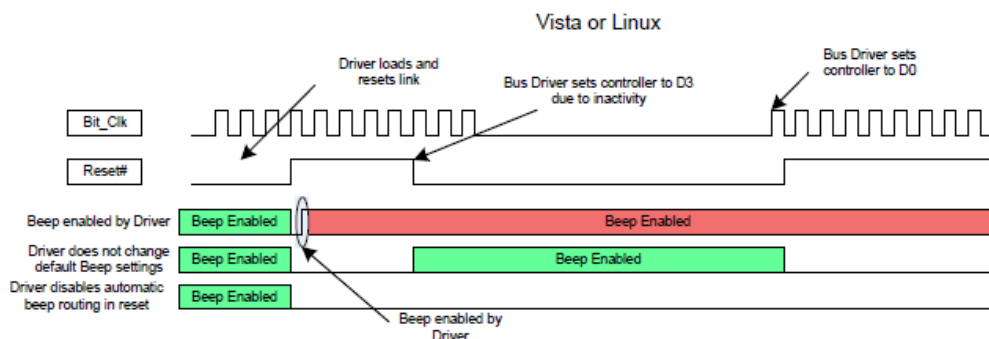 Vista or Linux
Driver loads and
resets link
Bus Driver sets controller to D3
due to inactivity
Bus Driver sets
controller to D0
Bit_Clk
Reset#
Beep enabled by Driver
Beep Enabled
Beep Enabled
Driver does not change
default Beep settings
Beep Enabled
Beep Enabled
Driver disables automatic
beep routing in reset
Beep Enabled
Beep enabled by
Driver